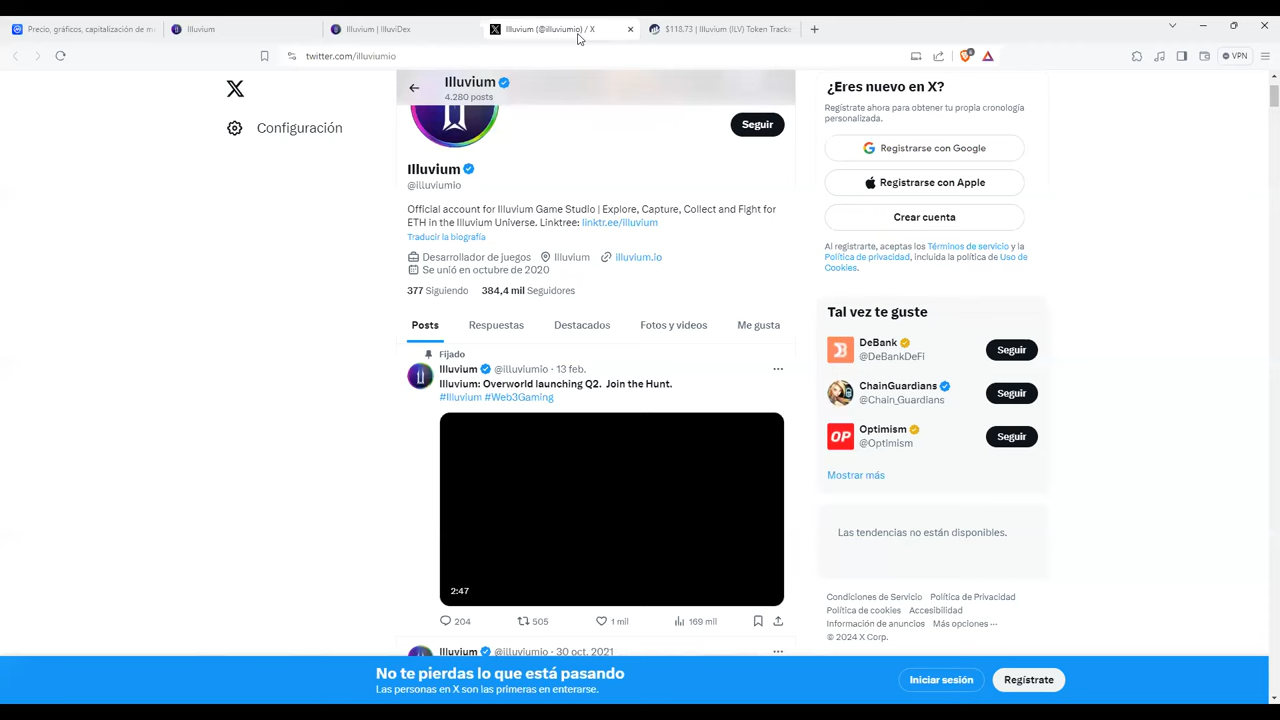 Precio, gráficos, capitalización de m
Illuvium
Illuvium | IlluviDex
Illuvium (@illuviumio) / X
$118.73 | Illuvium (ILV) Token Tracke
twitter.com/illuviumio
VPN
Configuración
Illuvium
4.280 posts
Seguir
Illuvium
@illuviumio
Official account for Illuvium Game Studio | Explore, Capture, Collect and Fight for
ETH in the Illuvium Universe. Linktree: linktr.ee/illuvium
Traducir la biografía
Desarrollador de juegos Illuvium illuvium.io
Se unió en octubre de 2020
377 Siguiendo 384,4 mil Seguidores
Posts Respuestas Destacados Fotos y videos Me gusta
Fijado
Illuvium @illuviumio · 13 feb.
Illuvium: Overworld launching Q2. Join the Hunt.
#Illuvium #Web3Gaming
2:47
204 505 1 mil 169 mil
Illuvium @illuviumio · 30 oct. 2021
¿Eres nuevo en X?
Regístrate ahora para obtener tu propia cronología
personalizada.
Registrarse con Google
Registrarse con Apple
Crear cuenta
Al registrarte, aceptas los Términos de servicio y la
Política de privacidad, incluida la política de Uso de
Cookies.
Tal vez te guste
DeBank
@DeBankDeFi
Seguir
ChainGuardians
@Chain_Guardians
Seguir
OP
Optimism
@Optimism
Seguir
Mostrar más
Las tendencias no están disponibles.
Condiciones de Servicio Política de Privacidad
Política de cookies Accesibilidad
Información de anuncios Más opciones ···
© 2024 X Corp.
No te pierdas lo que está pasando
Las personas en X son las primeras en enterarse.
Iniciar sesión
Regístrate